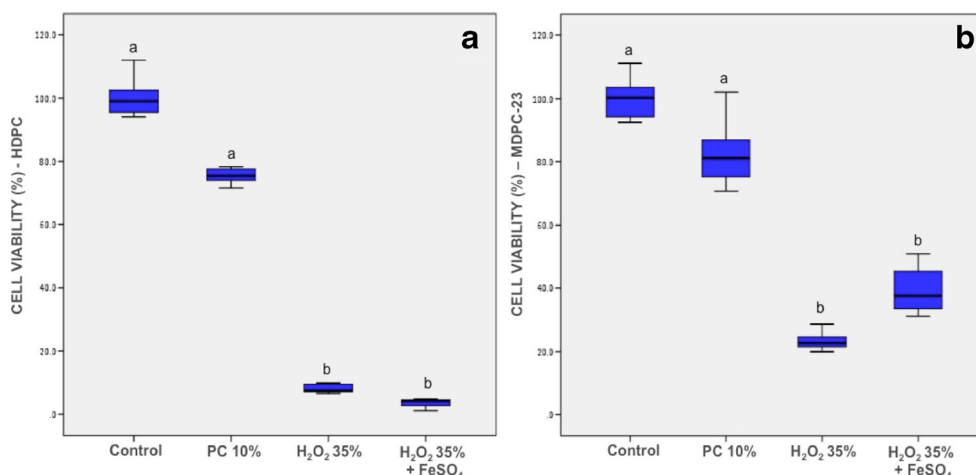 a
CELL VIABILITY (%) - HDPC
120.0
100.0
80.0
60.0
40.0
20.0
.0
a
a
b
b
Control
PC 10%
H₂O₂ 35%
H₂O₂ 35%
+ FeSO₄
b
CELL VIABILITY (%) – MDPC-23
120.0
100.0
80.0
60.0
40.0
20.0
.0
a
a
b
b
Control
PC 10%
H₂O₂ 35%
H₂O₂ 35%
+ FeSO₄